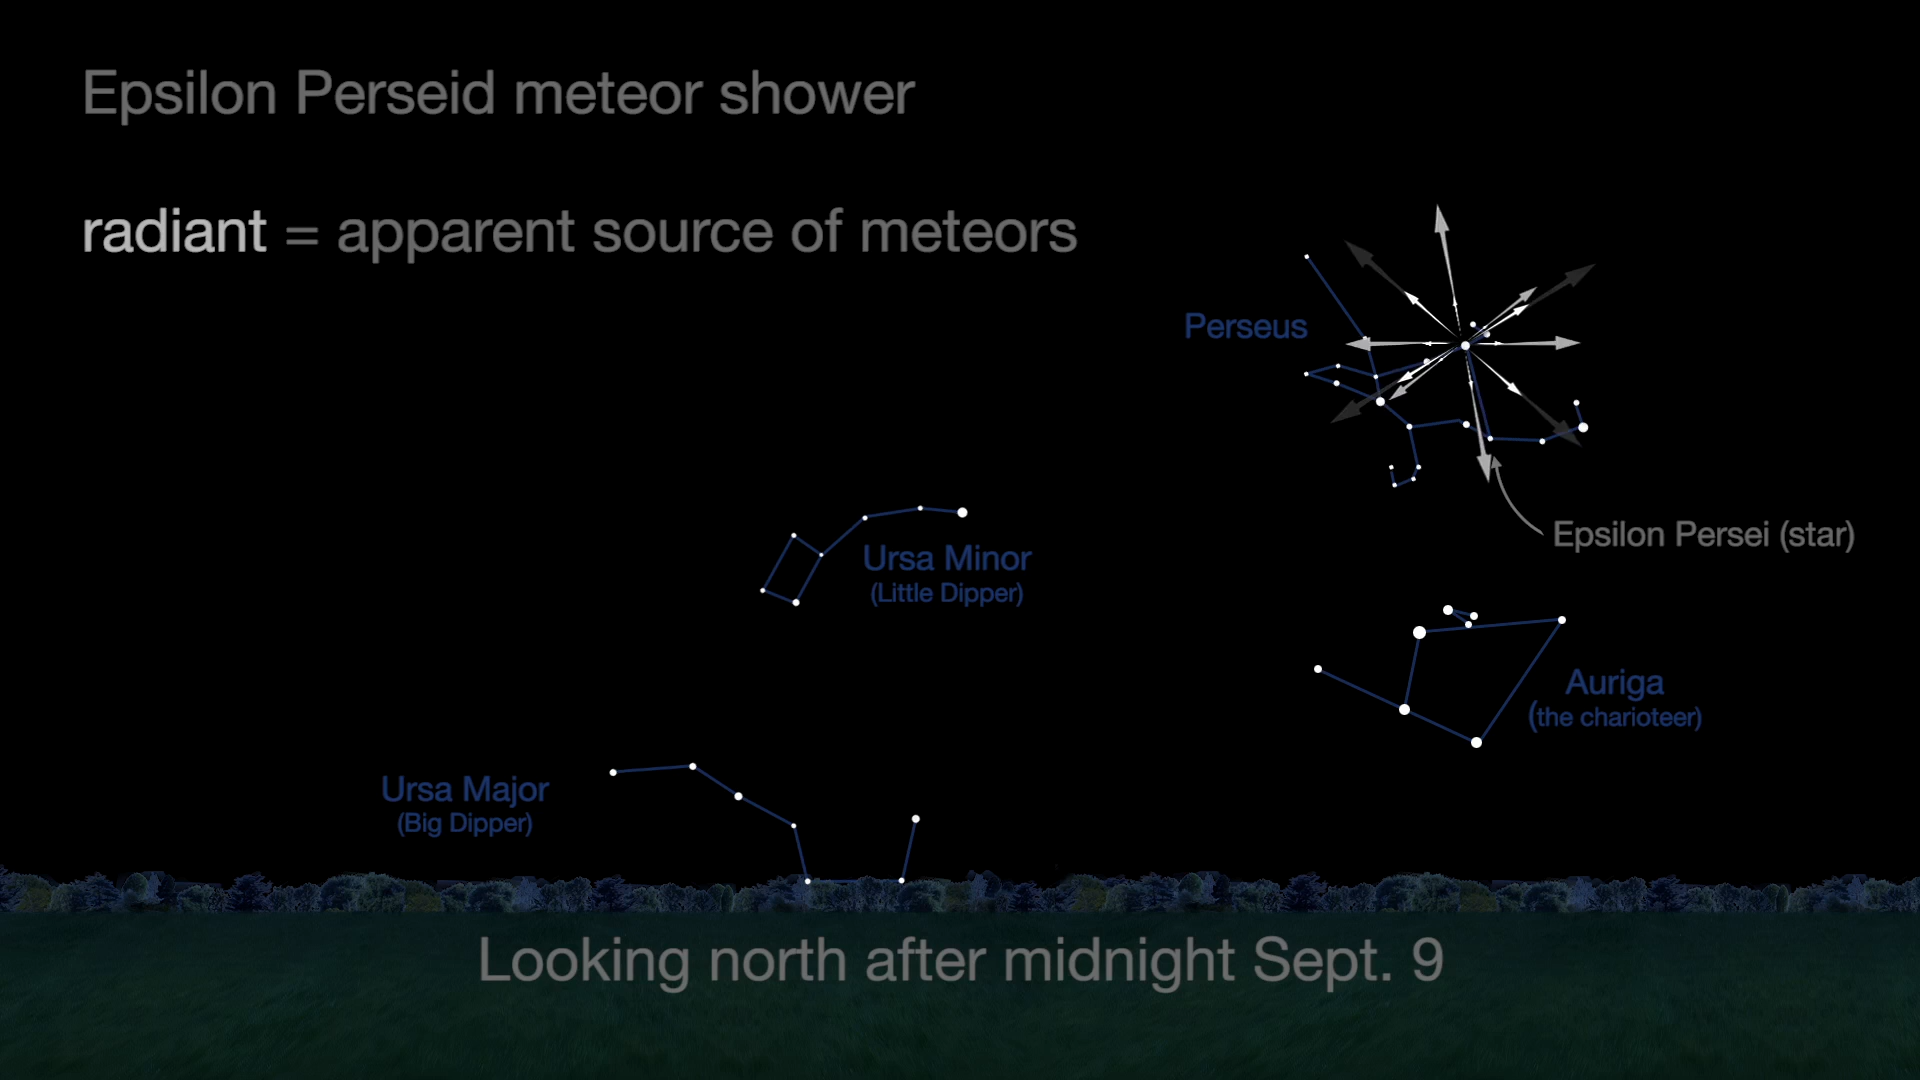 Epsilon Perseid meteor shower
radiant = apparent source of meteors
Perseus
Epsilon Persei (star)
Ursa Minor
(Little Dipper)
Auriga
(the charioteer)
Ursa Major
(Big Dipper)
Looking north after midnight Sept. 9